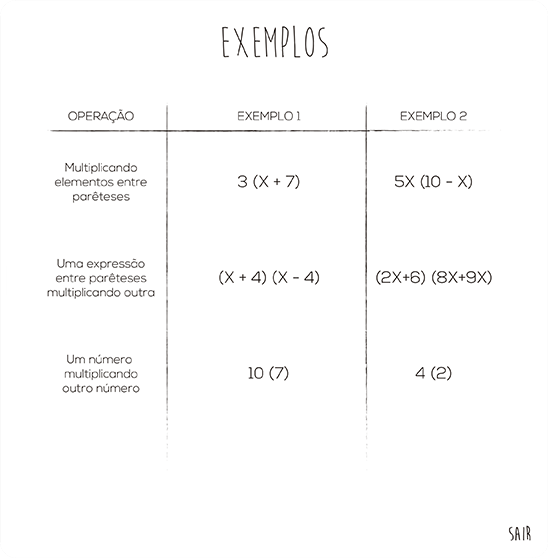 EXEMPLOS
OPERAÇÃO EXEMPLO 1 EXEMPLO 2
Multiplicando
elementos entre
parêteses
3 (X + 7)
5X (10 - X)
Uma expressão
entre parêteses
multiplicando outra
(X + 4) (X - 4)
(2X+6) (8X+9X)
Um número
multiplicando
outro número
10 (7)
4 (2)
SAIR